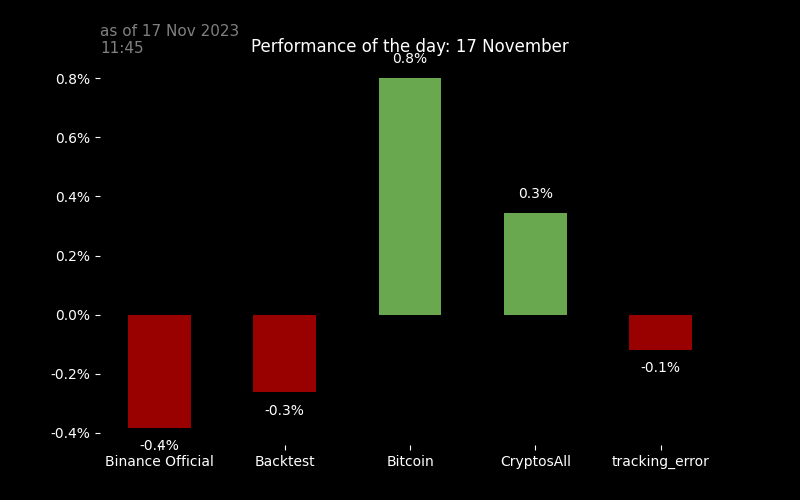 as of 17 Nov 2023
11:45
Performance of the day: 17 November
0.8%
0.8%
0.6%
0.4%
0.3%
0.2%
0.0%
-0.2%
-0.1%
-0.3%
-0.4%
-0.4%
Binance Official
Backtest
Bitcoin
CryptosAll
tracking_error